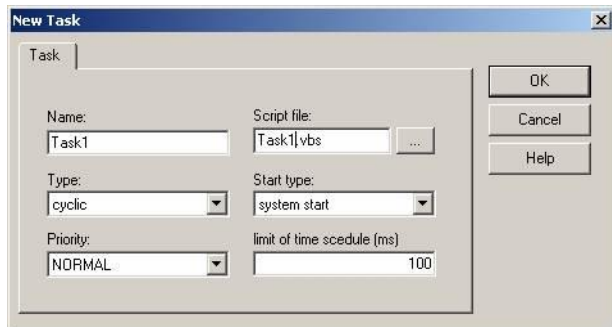 New Task
Task
OK
Cancel
Help
Name:
Script file:
Task1
Task1.vbs
...
Type:
Start type:
cyclic
system start
Priority:
limit of time scedule (ms)
NORMAL
100